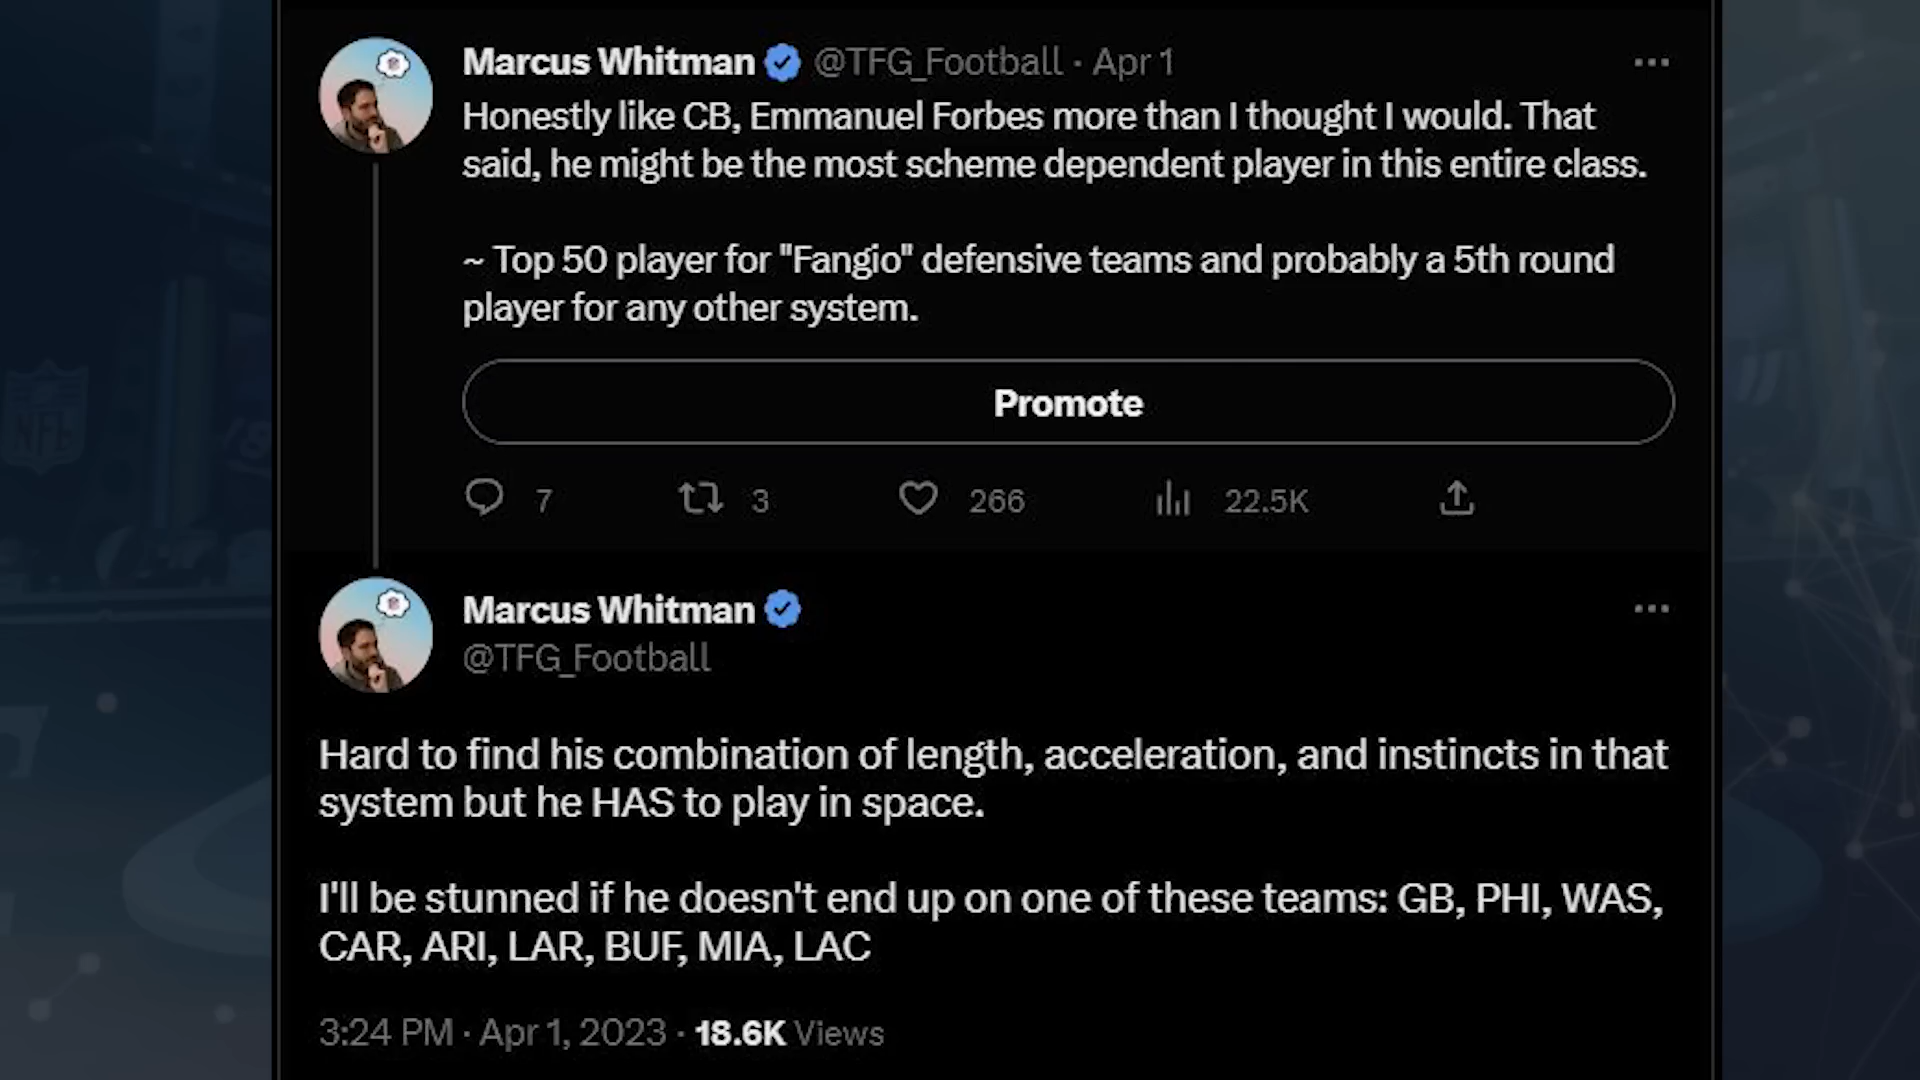 Marcus Whitman @TFG_Football · Apr 1
Honestly like CB, Emmanuel Forbes more than I thought I would. That
said, he might be the most scheme dependent player in this entire class.
~ Top 50 player for "Fangio" defensive teams and probably a 5th round
player for any other system.
Promote
7 3 266 22.5K
Marcus Whitman
@TFG_Football
Hard to find his combination of length, acceleration, and instincts in that
system but he HAS to play in space.
I'll be stunned if he doesn't end up on one of these teams: GB, PHI, WAS,
CAR, ARI, LAR, BUF, MIA, LAC
3:24 PM · Apr 1, 2023 · 18.6K Views
NFL